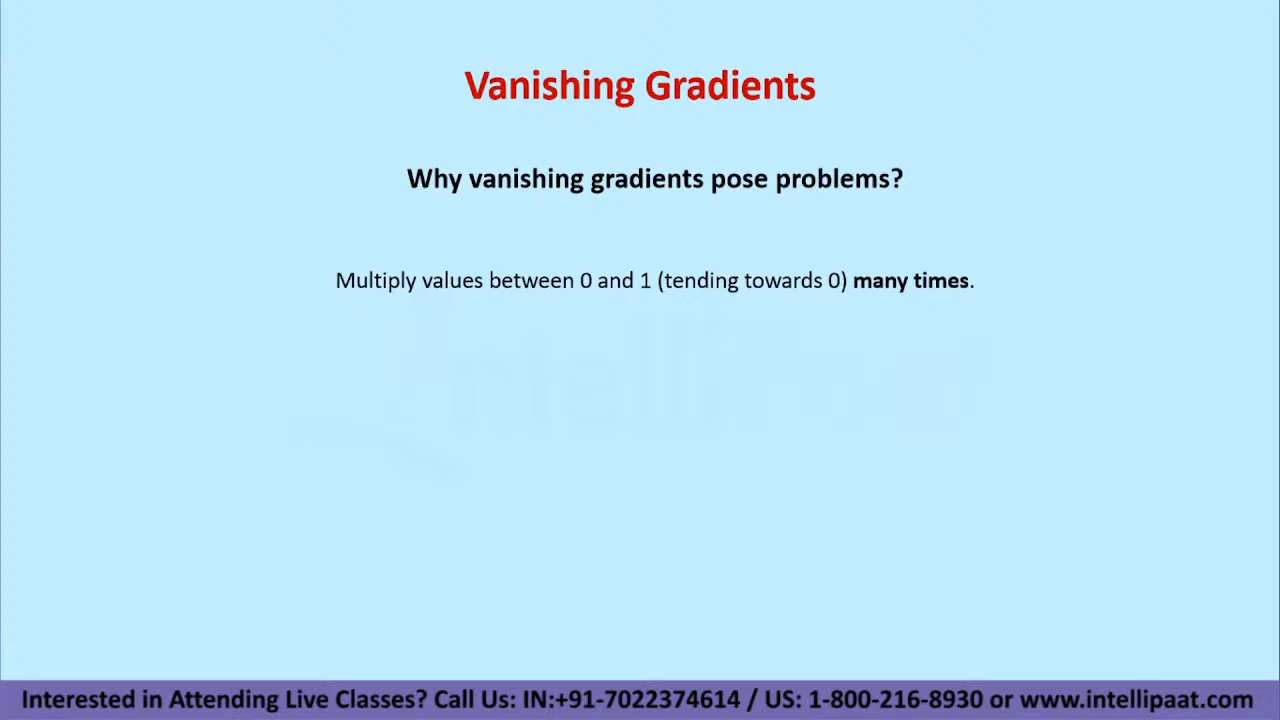 Vanishing Gradients
Why vanishing gradients pose problems?
Multiply values between 0 and 1 (tending towards 0) many times.
Interested in Attending Live Classes? Call Us: IN:+91-7022374614 / US: 1-800-216-8930 or www.intellipaat.com